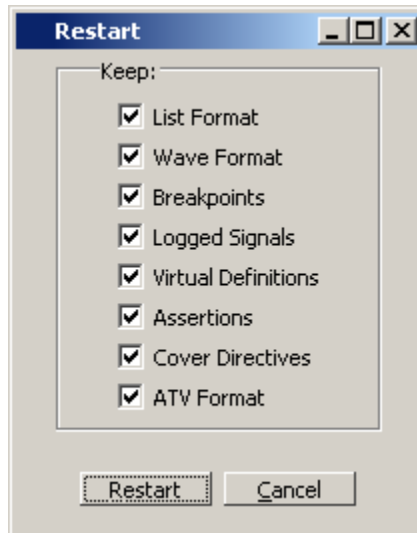 Restart
Keep:
List Format
Wave Format
Breakpoints
Logged Signals
Virtual Definitions
Assertions
Cover Directives
ATV Format
Restart Cancel